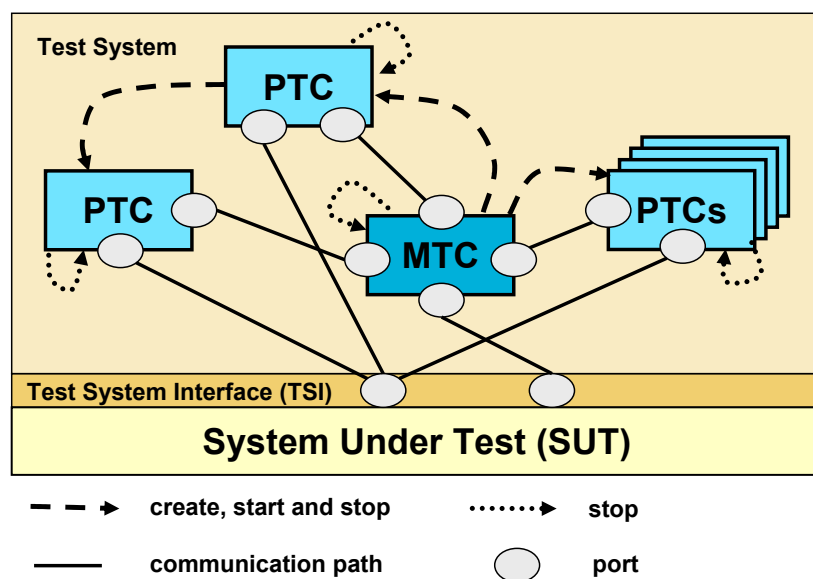 Test System
PTC
PTC
MTC
PTCs
Test System Interface (TSI)
System Under Test (SUT)
create, start and stop
stop
communication path
port